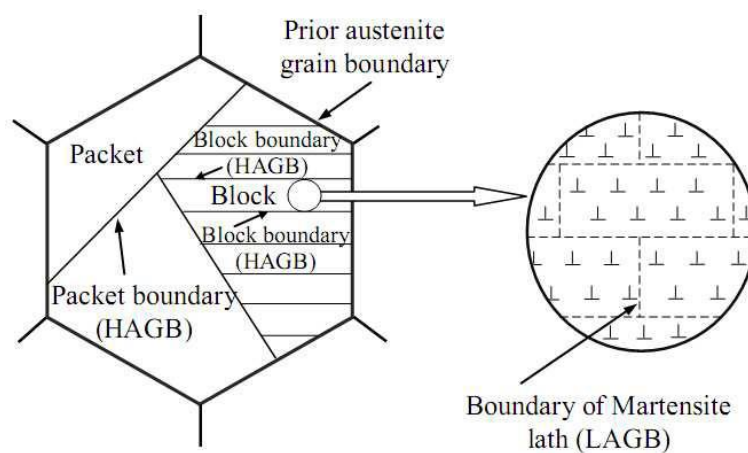 Prior austenite
grain boundary
Packet
Block boundary
(HAGB)
Block
Block boundary
(HAGB)
Packet boundary
(HAGB)
Boundary of Martensite
lath (LAGB)